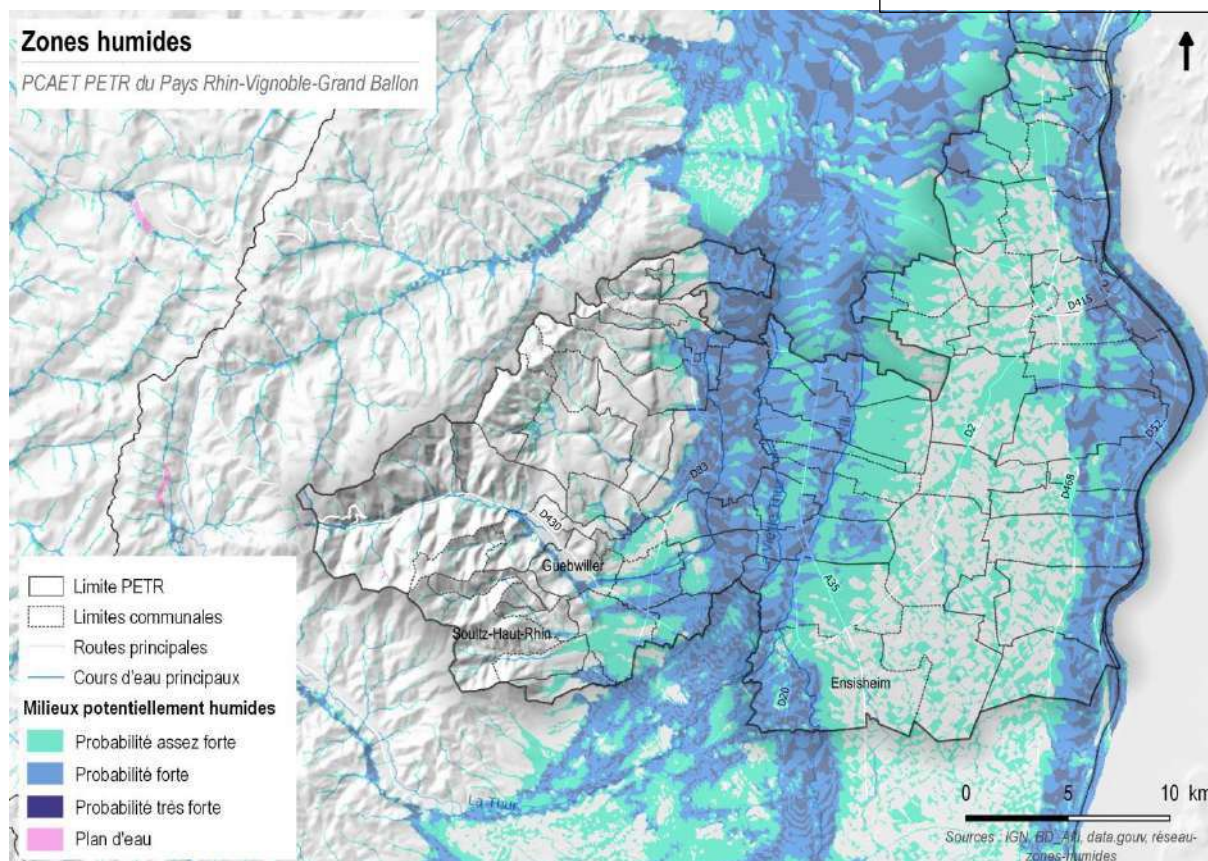 Zones humides
PCAET PETR du Pays Rhin-Vignoble-Grand Ballon
D415
D52
D2
D83
D468
D430
Guebwiller
A35
Soultz-Haut-Rhin
Ensisheim
D20
La Thur
Limite PETR
Limites communales
Routes principales
Cours d'eau principaux
Milieux potentiellement humides
Probabilité assez forte
Probabilité forte
Probabilité très forte
Plan d'eau
0 5 10 km
Sources : IGN, BD_Alti, data.gouv, réseau-
zones-humides